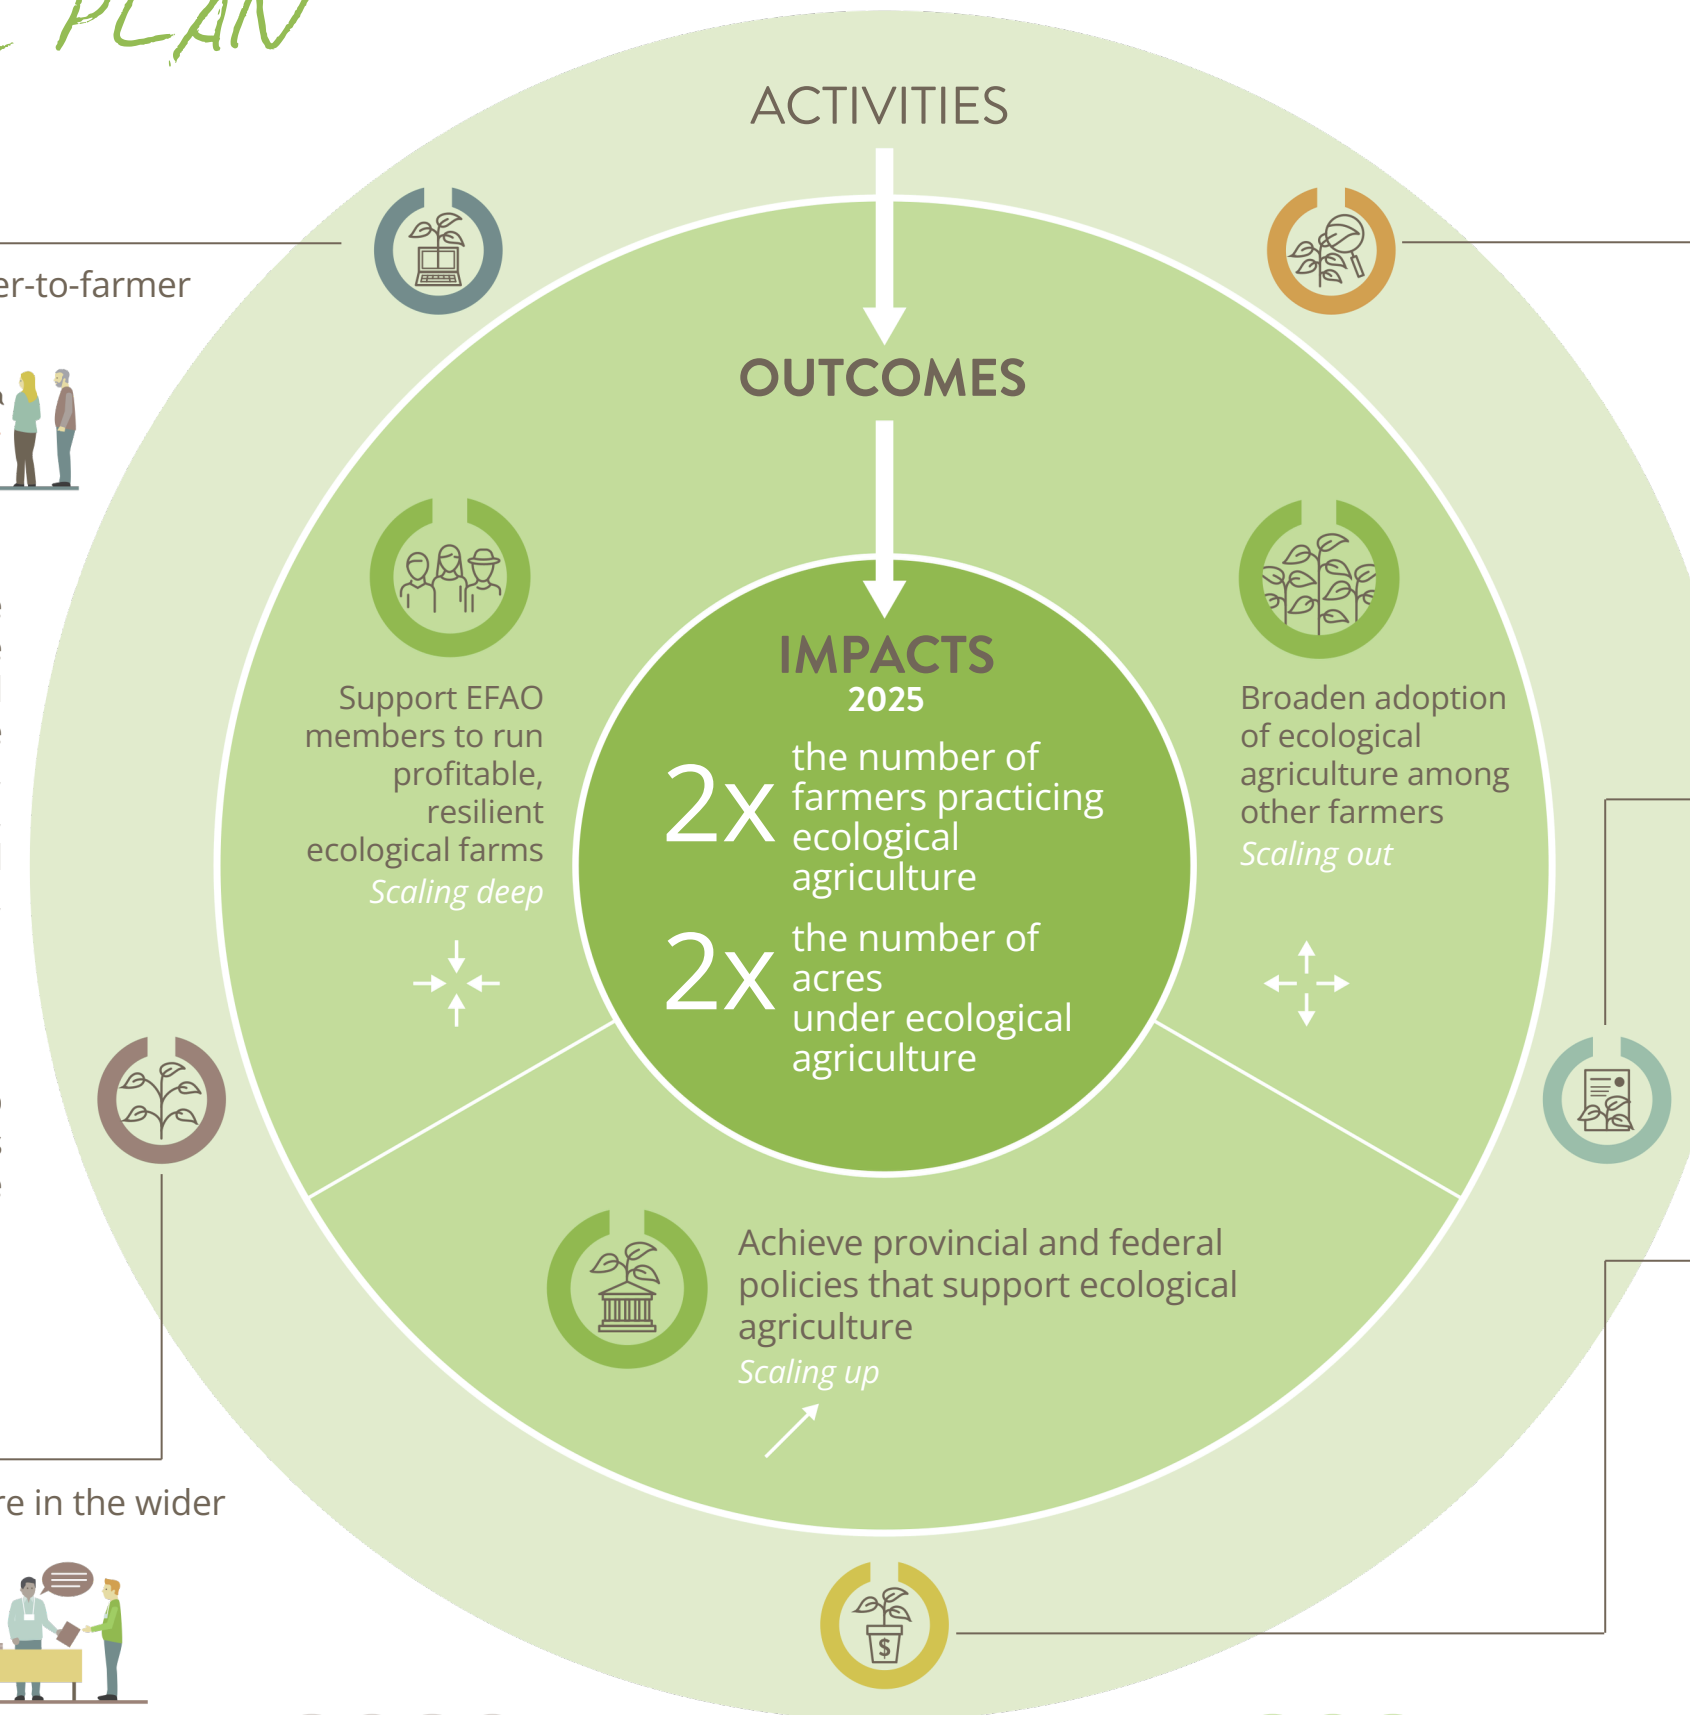 PLAN
ACTIVITIES
er-to-farmer
OUTCOMES
IMPACTS
2025
2x
the number of
farmers practicing
ecological
agriculture
2x
the number of
acres
under ecological
agriculture
Support EFAO
members to run
profitable,
resilient
ecological farms
Scaling deep
Broaden adoption
of ecological
agriculture among
other farmers
Scaling out
Achieve provincial and federal
policies that support ecological
agriculture
Scaling up
re in the wider
$